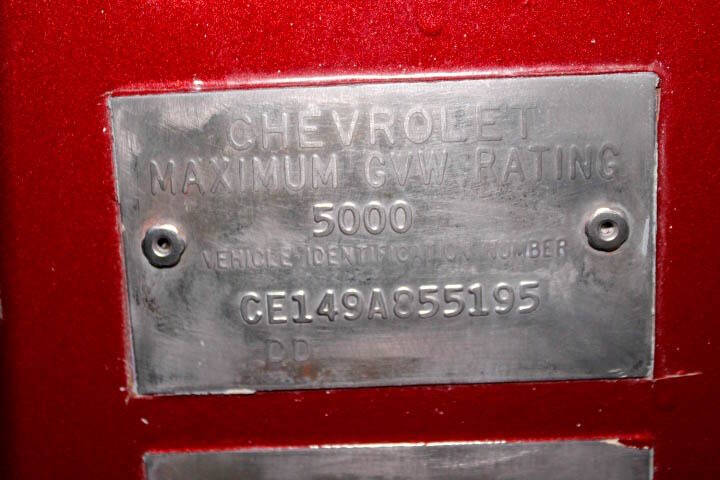 CHEVROLET
MAXIMUM GVW RATING
5000
VEHICLE IDENTIFICATION NUMBER
CE149A855195
DD